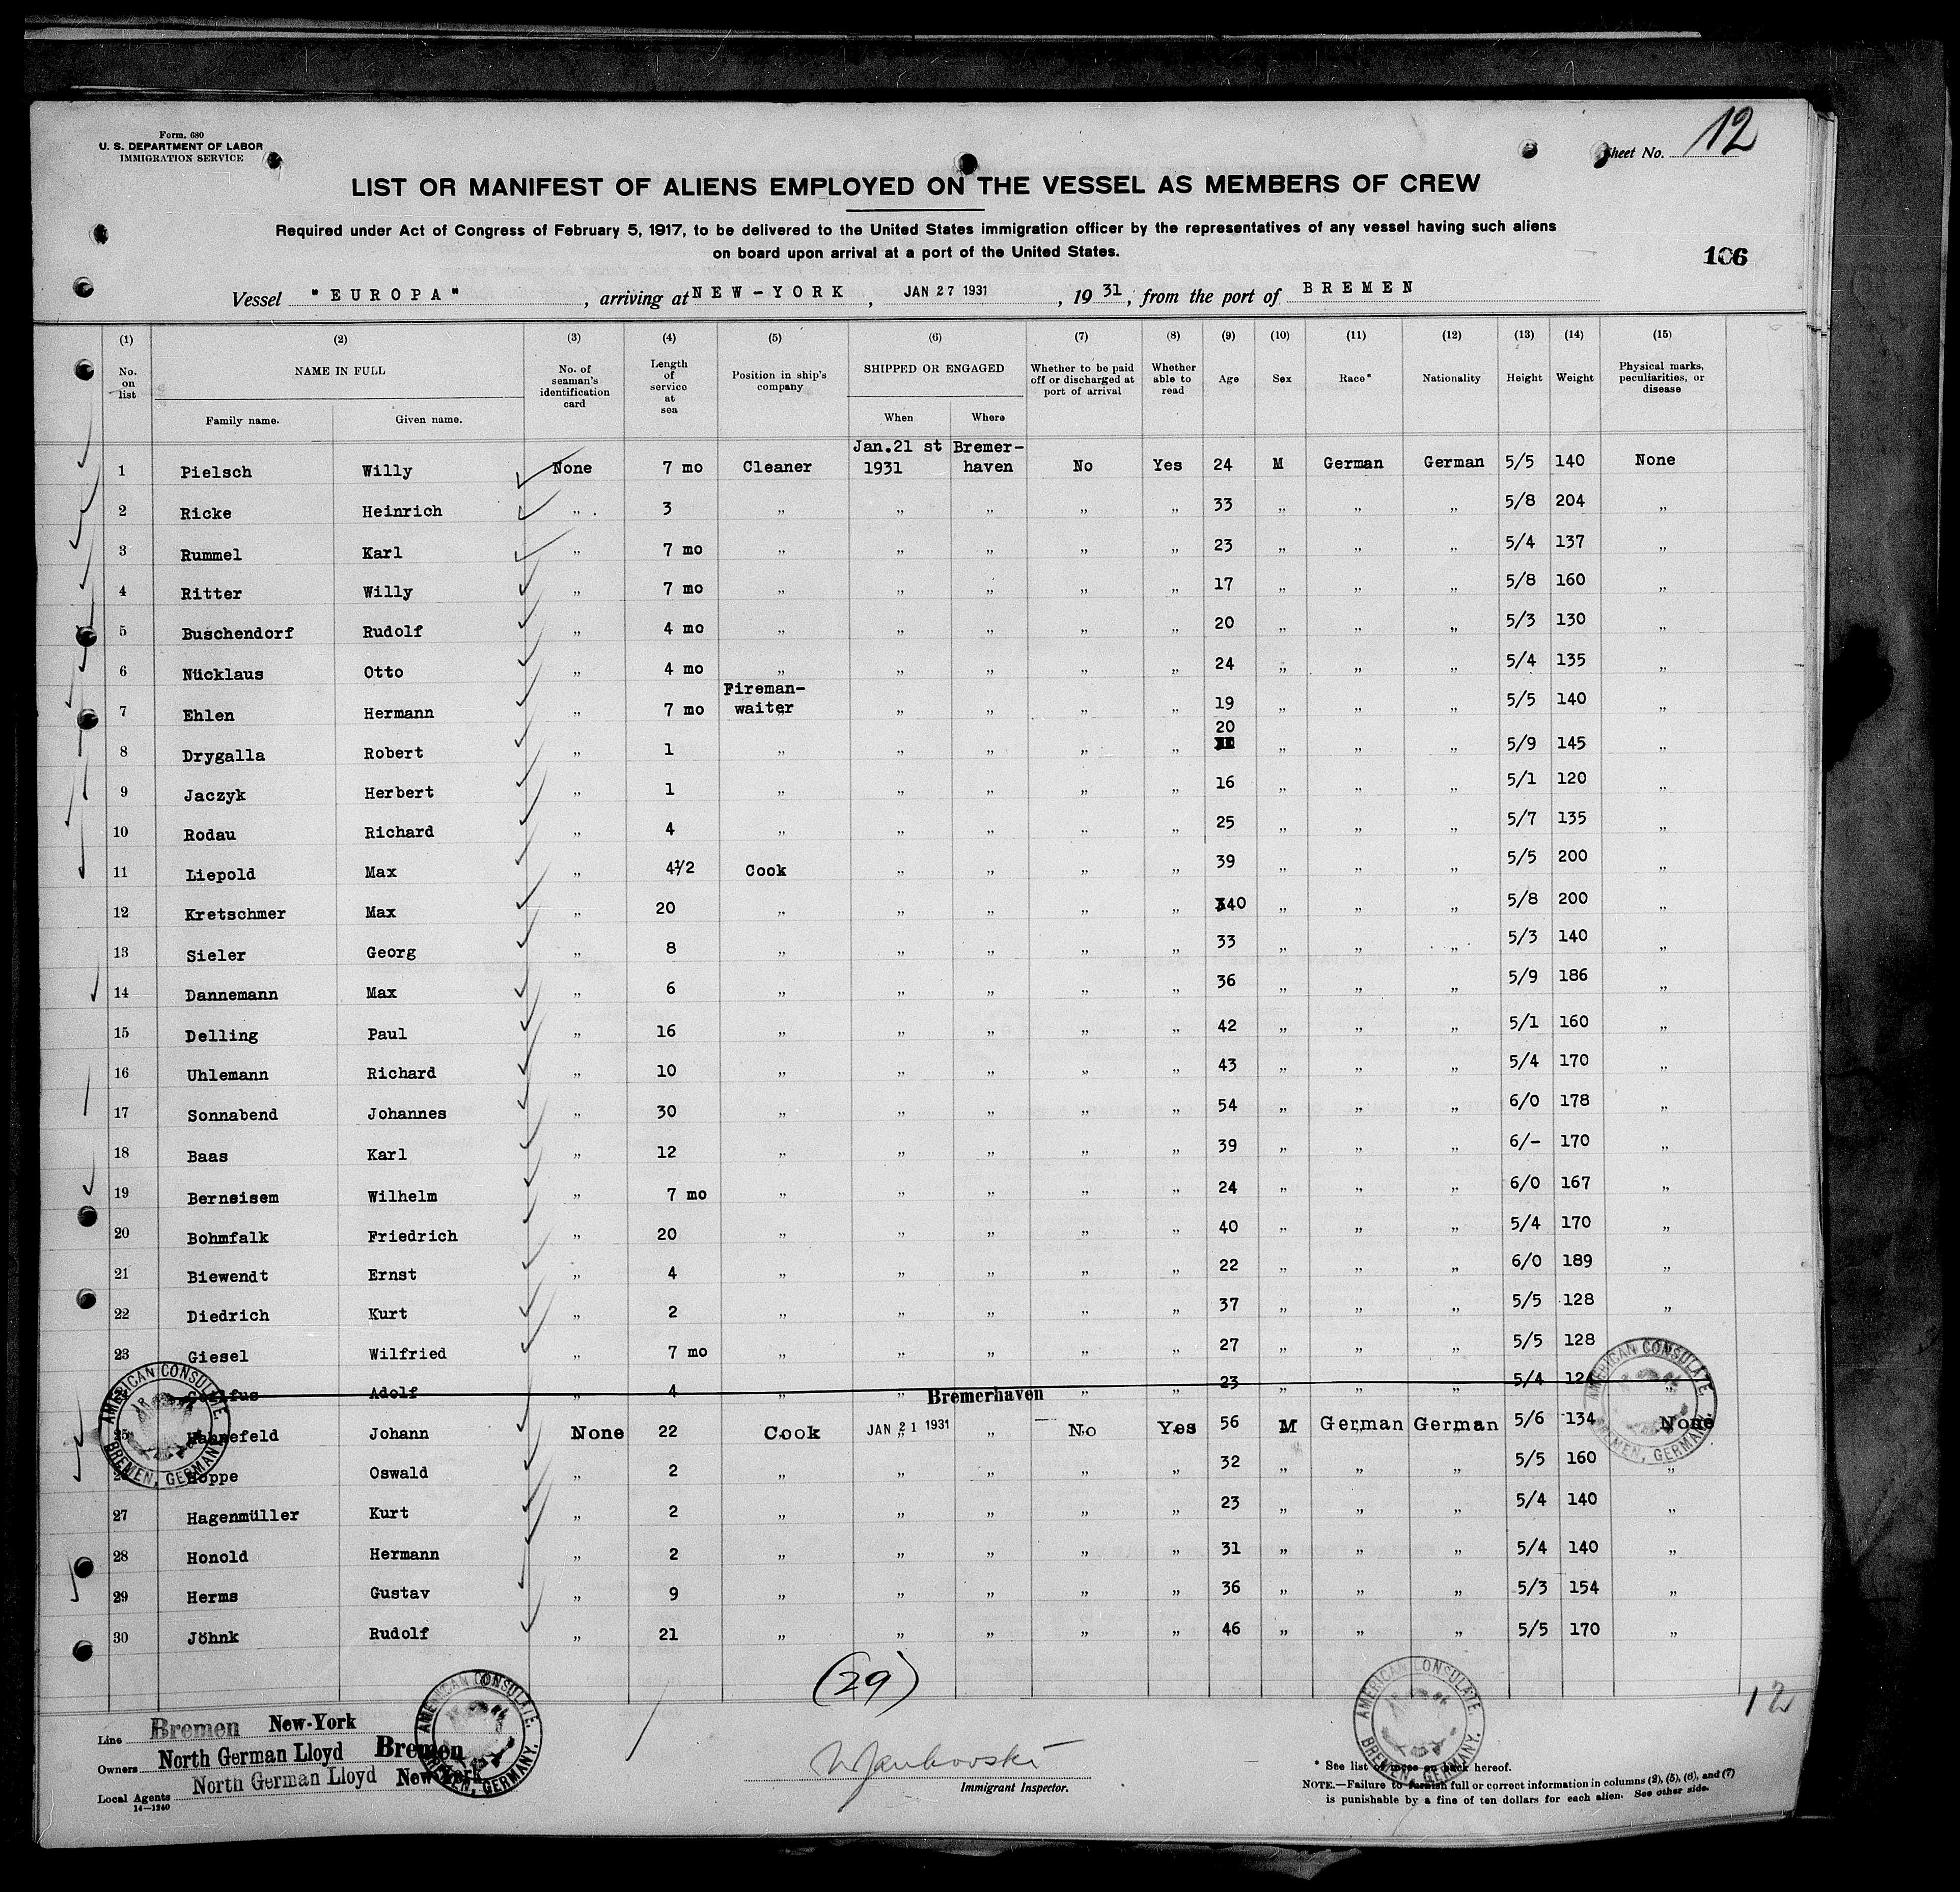 Form. 680
U. S. DEPARTMENT OF LABOR
IMMIGRATION SERVICE
Sheet No. 12
LIST OR MANIFEST OF ALIENS EMPLOYED ON THE VESSEL AS MEMBERS OF CREW
Required under Act of Congress of February 5, 1917, to be delivered to the United States immigration officer by the representatives of any vessel having such aliens
on board upon arrival at a port of the United States.
106
Vessel "EUROPA", arriving at NEW-YORK, JAN 27 1931, 1931, from the port of BREMEN
(1) (2) (3) (4) (5) (6) (7) (8) (9) (10) (11) (12) (13) (14) (15)
No. on list NAME IN FULL Family name. Given name. No. of seaman's identification card Length of service at sea Position in ship's company SHIPPED OR ENGAGED When Where Whether to be paid off or discharged at port of arrival Whether able to read Age Sex Race* Nationality Height Weight Physical marks, peculiarities, or disease
1 Pielsch Willy None 7 mo Cleaner Jan.21 st 1931 Bremer-haven No Yes 24 M German German 5/5 140 None
2 Ricke Heinrich „ 3 „ „ „ „ „ 33 „ „ „ 5/8 204 „
3 Rummel Karl „ 7 mo „ „ „ „ „ 23 „ „ „ 5/4 137 „
4 Ritter Willy „ 7 mo „ „ „ „ „ 17 „ „ „ 5/8 160 „
5 Buschendorf Rudolf „ 4 mo „ „ „ „ „ 20 „ „ „ 5/3 130 „
6 Nücklaus Otto „ 4 mo „ „ „ „ „ 24 „ „ „ 5/4 135 „
7 Ehlen Hermann „ 7 mo Fireman-waiter „ „ „ „ 19 „ „ „ 5/5 140 „
8 Drygalla Robert „ 1 „ „ „ „ „ 20 „ „ „ 5/9 145 „
9 Jaczyk Herbert „ 1 „ „ „ „ „ 16 „ „ „ 5/1 120 „
10 Rodau Richard „ 4 „ „ „ „ „ 25 „ „ „ 5/7 135 „
11 Liepold Max „ 4½ Cook „ „ „ „ 39 „ „ „ 5/5 200 „
12 Kretschmer Max „ 20 „ „ „ „ „ 40 „ „ „ 5/8 200 „
13 Sieler Georg „ 8 „ „ „ „ „ 33 „ „ „ 5/3 140 „
14 Dannemann Max „ 6 „ „ „ „ „ 36 „ „ „ 5/9 186 „
15 Delling Paul „ 16 „ „ „ „ „ 42 „ „ „ 5/1 160 „
16 Uhlemann Richard „ 10 „ „ „ „ „ 43 „ „ „ 5/4 170 „
17 Sonnabend Johannes „ 30 „ „ „ „ „ 54 „ „ „ 6/0 178 „
18 Baas Karl „ 12 „ „ „ „ „ 39 „ „ „ 6/- 170 „
19 Berneisem Wilhelm „ 7 mo „ „ „ „ „ 24 „ „ „ 6/0 167 „
20 Bohmfalk Friedrich „ 20 „ „ „ „ „ 40 „ „ „ 5/4 170 „
21 Biewendt Ernst „ 4 „ „ „ „ „ 22 „ „ „ 6/0 189 „
22 Diedrich Kurt „ 2 „ „ „ „ „ 37 „ „ „ 5/5 128 „
23 Giesel Wilfried „ 7 mo „ „ „ „ „ 27 „ „ „ 5/5 128 „
Adolf „ 4 „ „ Bremerhaven „ „ 23 „ „ „ 5/4 „
25 Johann None 22 Cook JAN 21 1931 „ No Yes 56 M German German 5/6 134 None
Hoppe Oswald „ 2 „ „ „ „ „ 32 „ „ „ 5/5 160 „
27 Hagenmüller Kurt „ 2 „ „ „ „ „ 23 „ „ „ 5/4 140 „
28 Honold Hermann „ 2 „ „ „ „ „ 31 „ „ „ 5/4 140 „
29 Herms Gustav „ 9 „ „ „ „ „ 36 „ „ „ 5/3 154 „
30 Jöhnk Rudolf „ 21 „ „ „ „ „ 46 „ „ „ 5/5 170 „
AMERICAN CONSULATE. BREMEN, GERMANY.
AMERICAN CONSULATE. BREMEN, GERMANY.
(29)
12
AMERICAN CONSULATE. BREMEN, GERMANY.
AMERICAN CONSULATE. BREMEN, GERMANY.
Line Bremen New-York
Owners North German Lloyd Bremen
Local Agents North German Lloyd New-York
14—1240
Immigrant Inspector.
* See list of races on back hereof.
NOTE.—Failure to furnish full or correct information in columns (2), (5), (6), and (7)
is punishable by a fine of ten dollars for each alien. See other side.